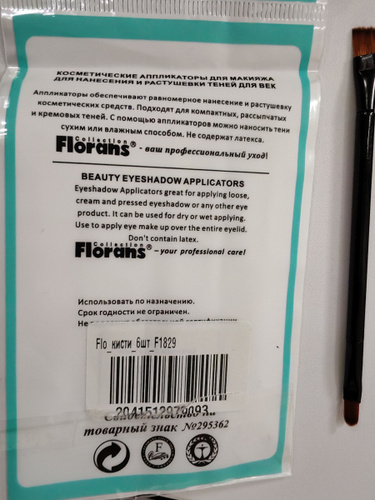 КОСМЕТИЧЕСКИЕ АППЛИКАТОРЫ ДЛЯ МАКИЯЖА
ДЛЯ НАНЕСЕНИЯ И РАСТУШЕВКИ ТЕНЕЙ ДЛЯ ВЕК
Аппликаторы обеспечивают равномерное нанесение и растушевку
косметических средств. Подходят для компактных, рассыпчатых
и кремовых теней. С помощью аппликаторов можно наносить тени
сухим или влажным способом. Не содержат латекса.
Collection
Florans® - ваш профессиональный уход!
BEAUTY EYESHADOW APPLICATORS
Eyeshadow Applicators great for applying loose,
cream and pressed eyeshadow or any other eye
product. It can be used for dry or wet applying.
Use to apply eye make up over the entire eyelid.
Don't contain latex.
Collection
Florans® – your professional care!
Использовать по назначению.
Срок годности не ограничен.
Flo_кисти_6шт_F1829
2041512979093
товарный знак №295362
F